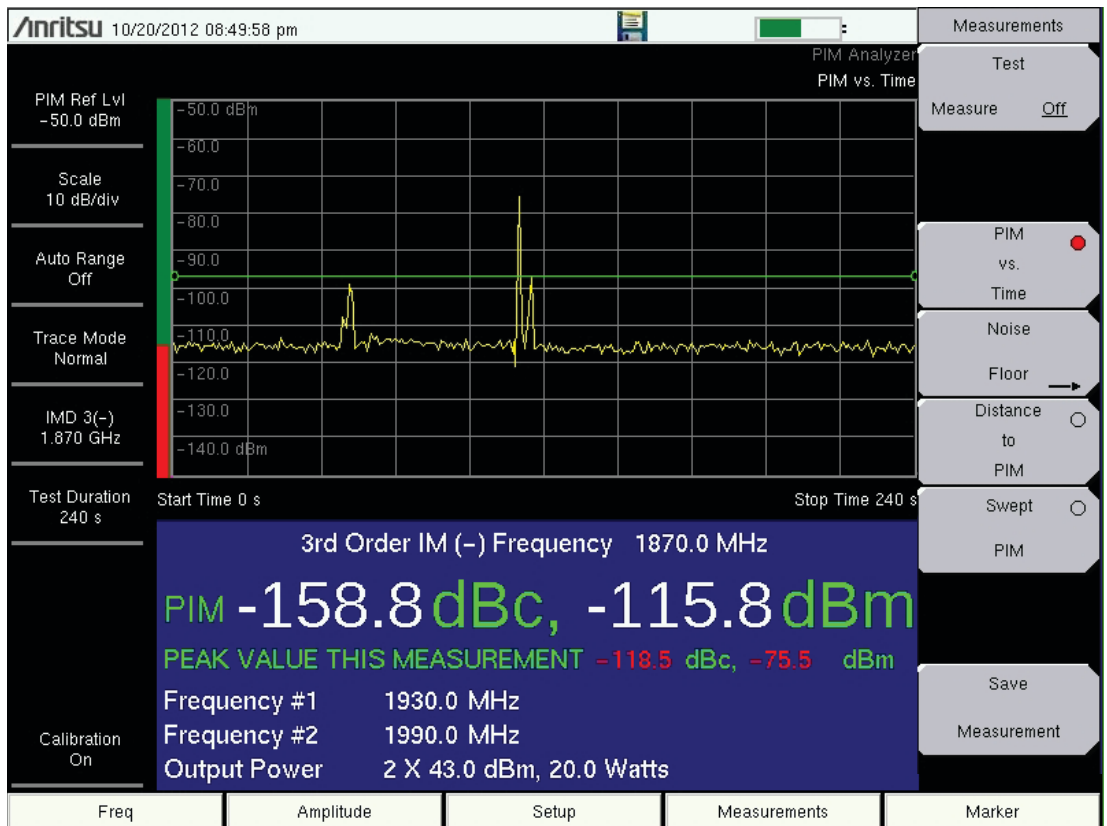 Anritsu 10/20/2012 08:49:58 pm
Measurements
PIM Analyzer
PIM vs. Time
Test
Measure Off
PIM Ref Lvl
-50.0 dBm
Scale
10 dB/div
Auto Range
Off
Trace Mode
Normal
IMD 3(-)
1.870 GHz
Test Duration
240 s
Calibration
On
-50.0 dBm
-60.0
-70.0
-80.0
-90.0
-100.0
-110.0
-120.0
-130.0
-140.0 dBm
Start Time 0 s
Stop Time 240 s
3rd Order IM (-) Frequency 1870.0 MHz
PIM -158.8 dBc, -115.8 dBm
PEAK VALUE THIS MEASUREMENT -118.5 dBc, -75.5 dBm
Frequency #1 1930.0 MHz
Frequency #2 1990.0 MHz
Output Power 2 X 43.0 dBm, 20.0 Watts
PIM
vs.
Time
Noise
Floor
Distance
to
PIM
Swept
PIM
Save
Measurement
Freq
Amplitude
Setup
Measurements
Marker